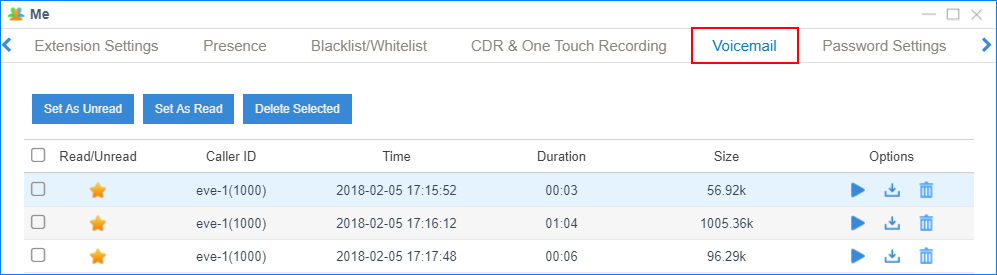 Me
Extension Settings Presence Blacklist/Whitelist CDR & One Touch Recording Voicemail Password Settings
Set As Unread Set As Read Delete Selected
Read/Unread Caller ID Time Duration Size Options
eve-1(1000) 2018-02-05 17:15:52 00:03 56.92k
eve-1(1000) 2018-02-05 17:16:12 01:04 1005.36k
eve-1(1000) 2018-02-05 17:17:48 00:06 96.29k